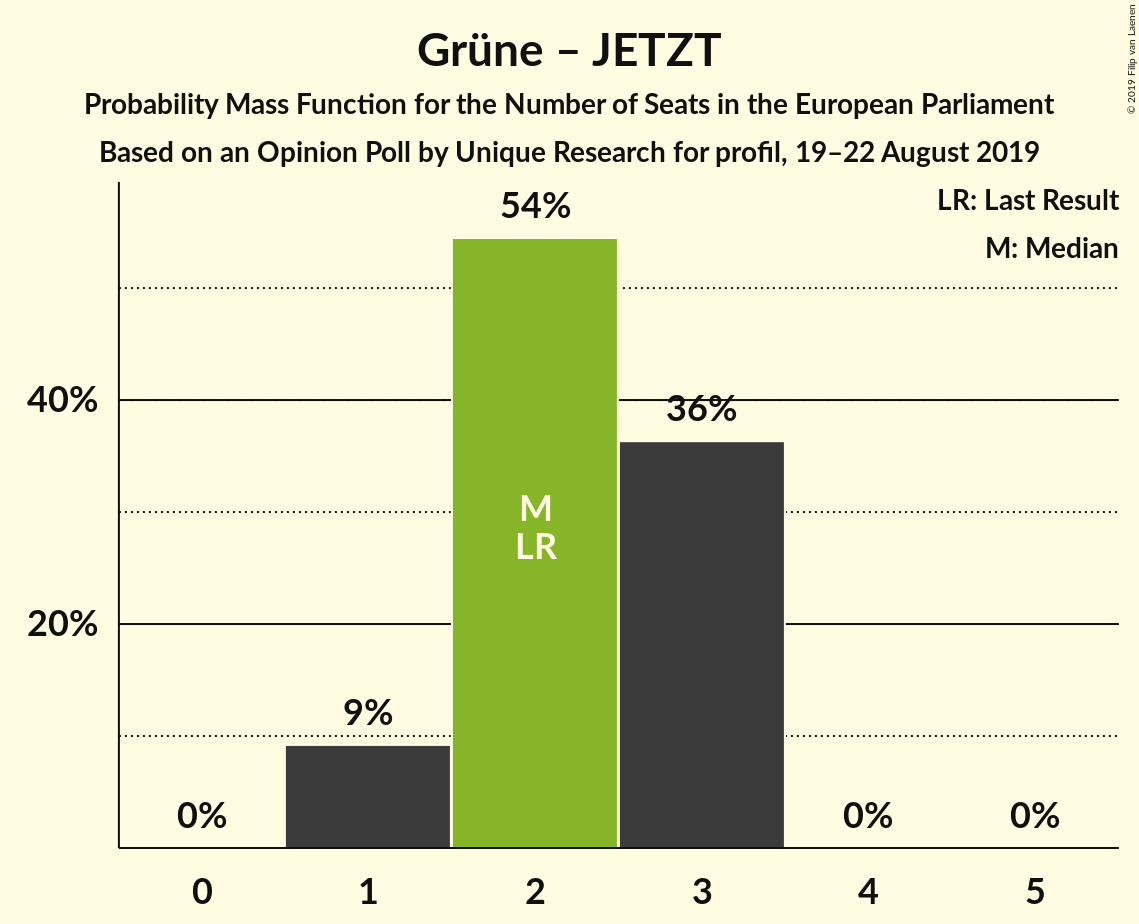 Grüne – JETZT
Probability Mass Function for the Number of Seats in the European Parliament
Based on an Opinion Poll by Unique Research for profil, 19–22 August 2019
© 2019 Filip van Laenen
LR: Last Result
M: Median
54%
40%
36%
M
LR
20%
9%
0%
0%
0%
0
1
2
3
4
5